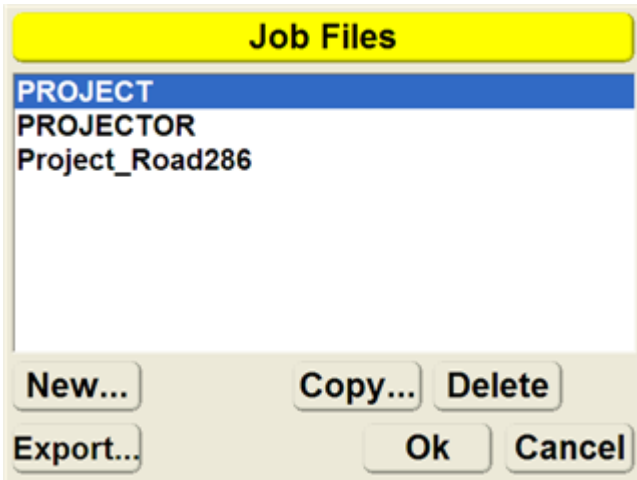 Job Files
PROJECT
PROJECTOR
Project_Road286
New... Copy... Delete
Export... Ok Cancel